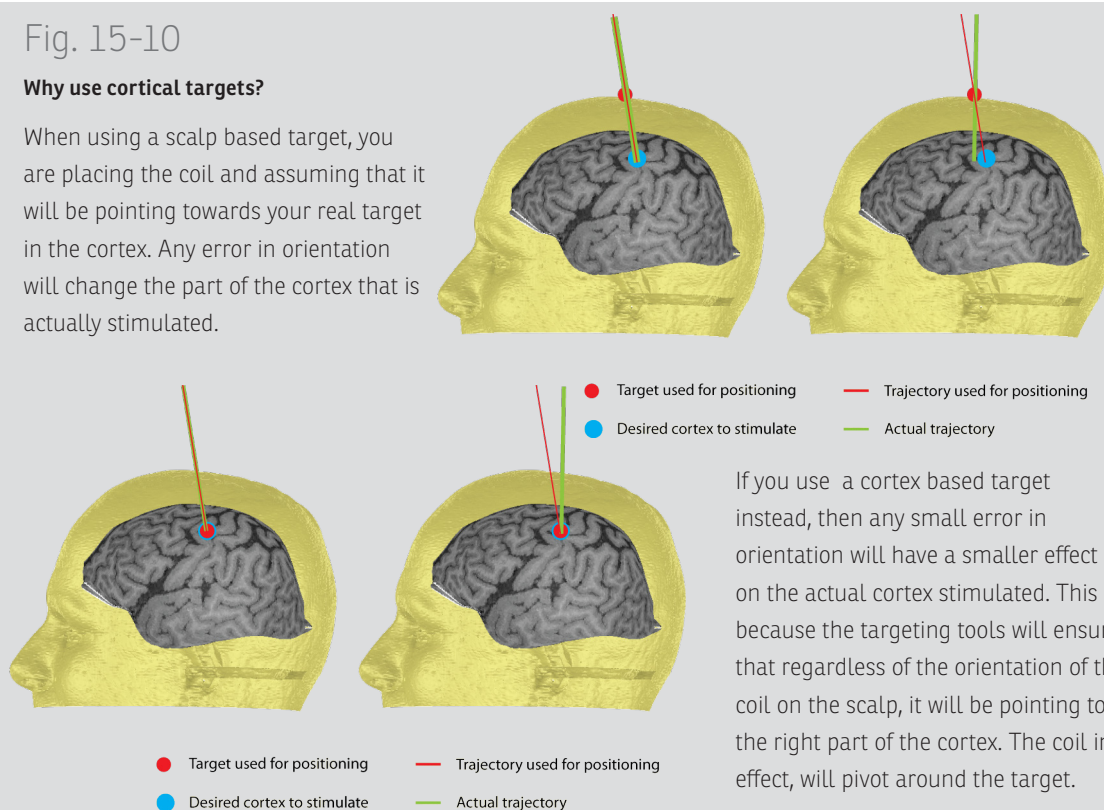 Fig. 15-10
Why use cortical targets?
When using a scalp based target, you
are placing the coil and assuming that it
will be pointing towards your real target
in the cortex. Any error in orientation
will change the part of the cortex that is
actually stimulated.
Target used for positioning
Trajectory used for positioning
Desired cortex to stimulate
Actual trajectory
If you use a cortex based target
instead, then any small error in
orientation will have a smaller effect
on the actual cortex stimulated. This
because the targeting tools will ensur
that regardless of the orientation of th
coil on the scalp, it will be pointing to
the right part of the cortex. The coil in
effect, will pivot around the target.
Target used for positioning
Trajectory used for positioning
Desired cortex to stimulate
Actual trajectory